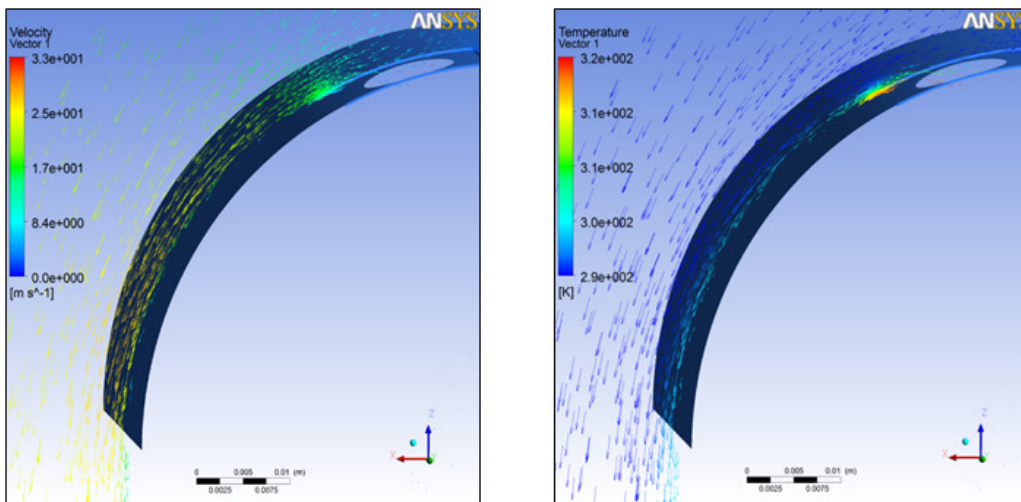 ANSYS
Velocity
Vector 1
3.3e+001
2.5e+001
1.7e+001
8.4e+000
0.0e+000
[m s^-1]
Z
X
Y
0 0.005 0.01 (m)
0.0025 0.0075
ANSYS
Temperature
Vector 1
3.2e+002
3.1e+002
3.1e+002
3.0e+002
2.9e+002
[K]
Z
X
Y
0 0.005 0.01 (m)
0.0025 0.0075